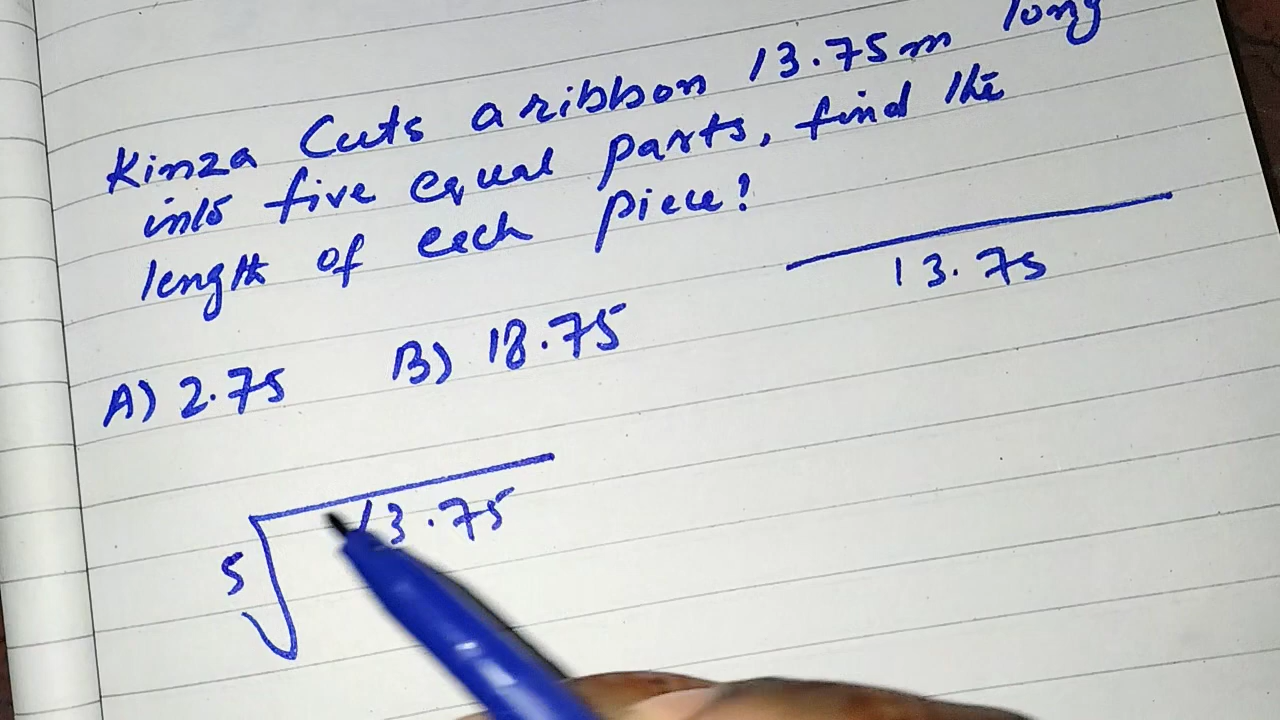 Kinza Cuts a ribbon 13.75m long
into five equal parts, find the
length of each piece?
13.75
A) 2.75 B) 18.75
5 13.75